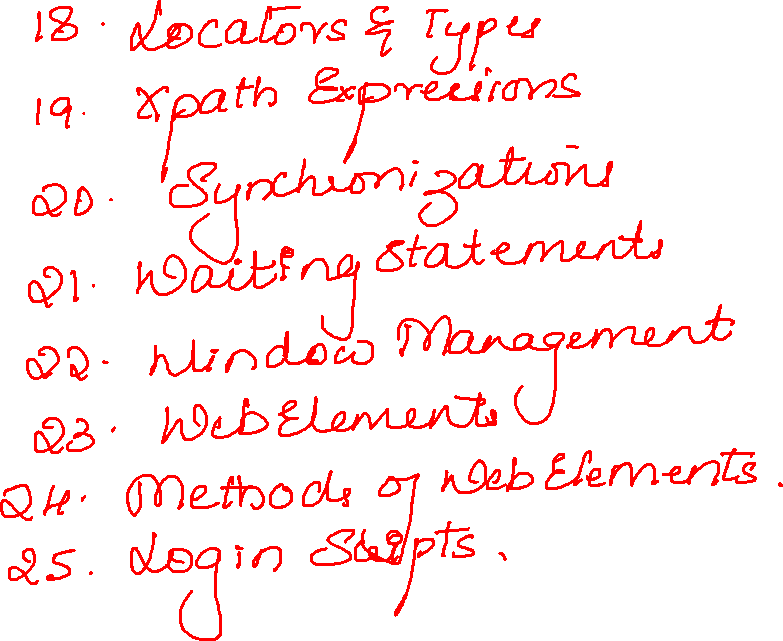 18. Locators & Types
19. Xpath Expressions
20. Synchronizations
21. Waiting Statements
22. Window Management
23. WebElements
24. Methods of WebElements.
25. Login Scripts.